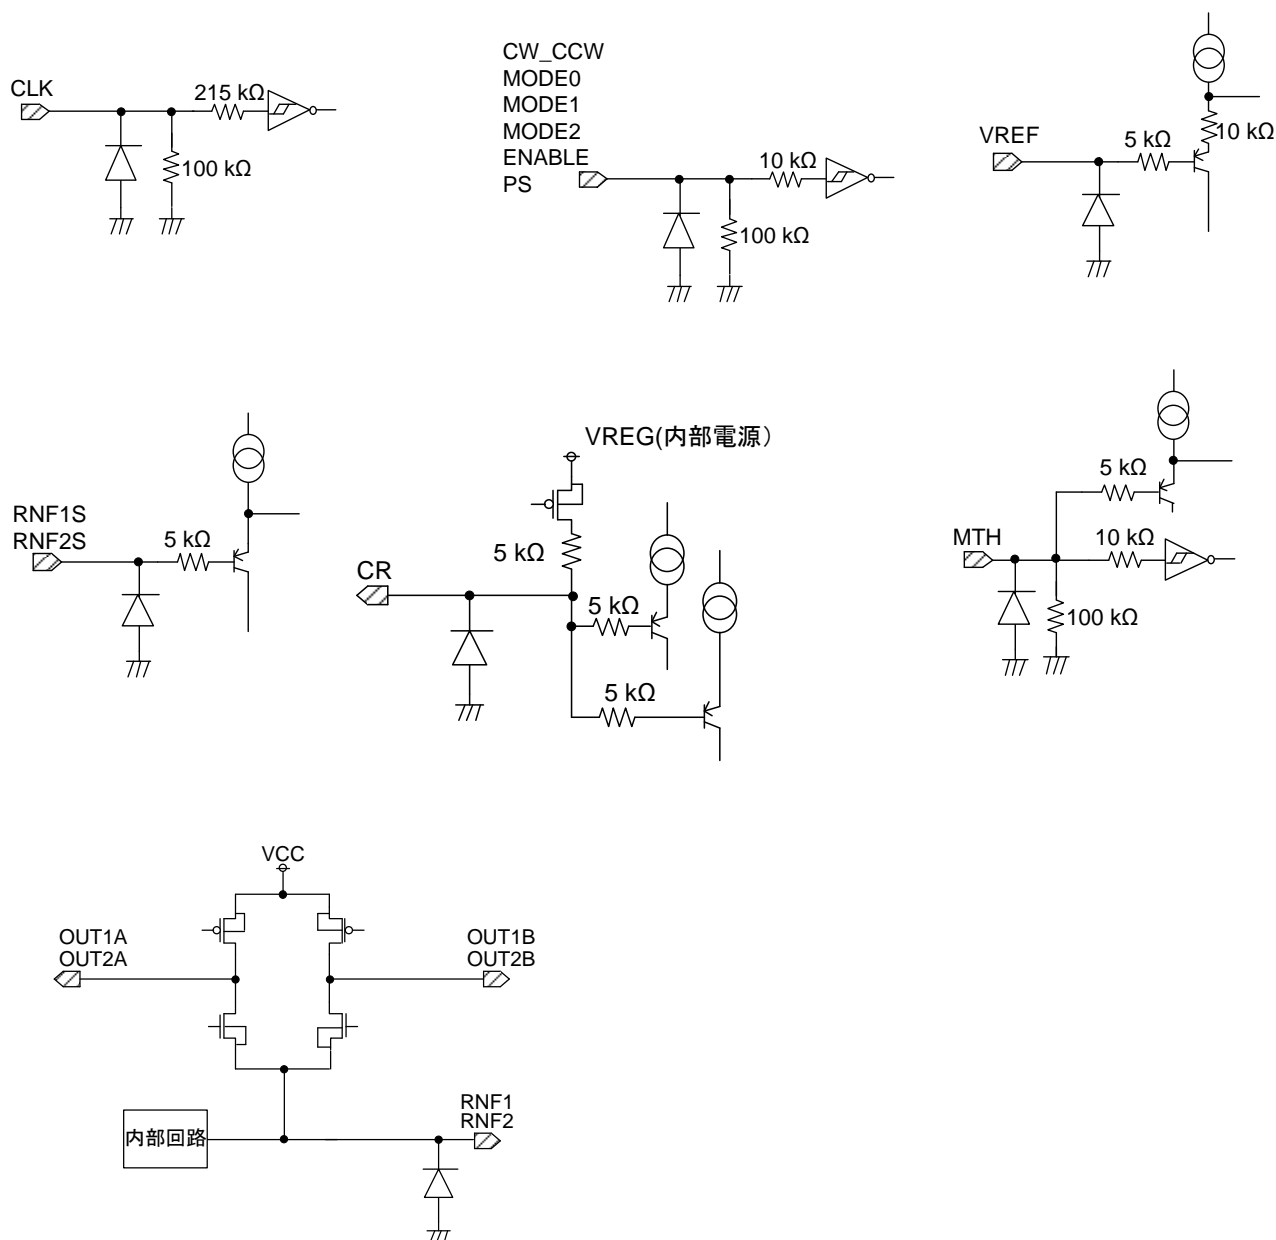 CLK
215 kΩ
100 kΩ
CW_CCW
MODE0
MODE1
MODE2
ENABLE
PS
10 kΩ
100 kΩ
VREF
5 kΩ
10 kΩ
RNF1S
RNF2S
5 kΩ
VREG(内部電源）
5 kΩ
CR
5 kΩ
5 kΩ
MTH
5 kΩ
10 kΩ
100 kΩ
VCC
OUT1A
OUT2A
OUT1B
OUT2B
内部回路
RNF1
RNF2